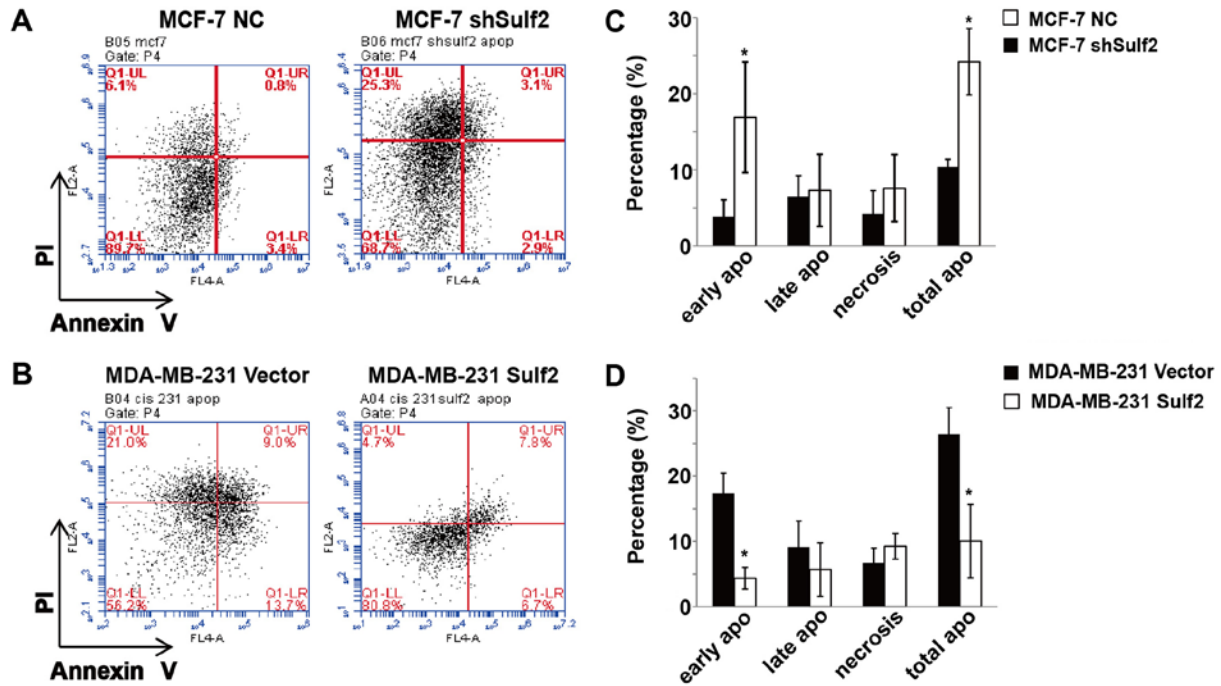 A
MCF-7 NC
B05 mcf7
Gate: P4
Q1-UL
6.1%
Q1-UR
0.8%
Q1-LL
89.7%
Q1-LR
3.4%
FL2-A
FL4-A
MCF-7 shSulf2
B06 mcf7 shsulf2 apop
Gate: P4
Q1-UL
25.3%
Q1-UR
3.1%
Q1-LL
68.7%
Q1-LR
2.9%
FL2-A
FL4-A
PI
Annexin V
B
MDA-MB-231 Vector
B04 cis 231 apop
Gate: P4
Q1-UL
21.0%
Q1-UR
9.0%
Q1-LL
56.2%
Q1-LR
13.7%
FL2-A
FL4-A
MDA-MB-231 Sulf2
A04 cis 231sulf2 apop
Gate: P4
Q1-UL
4.7%
Q1-UR
7.8%
Q1-LL
80.8%
Q1-LR
6.7%
FL2-A
FL4-A
PI
Annexin V
C
MCF-7 NC
MCF-7 shSulf2
Percentage (%)
30
20
10
0
*
*
early apo
late apo
necrosis
total apo
D
MDA-MB-231 Vector
MDA-MB-231 Sulf2
Percentage (%)
30
20
10
0
*
*
early apo
late apo
necrosis
total apo